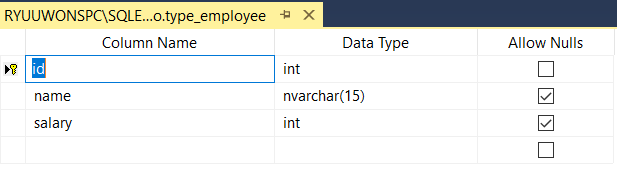 RYUUWONSPC\SQLE...o.type_employee
Column Name Data Type Allow Nulls
id int
name nvarchar(15)
salary int